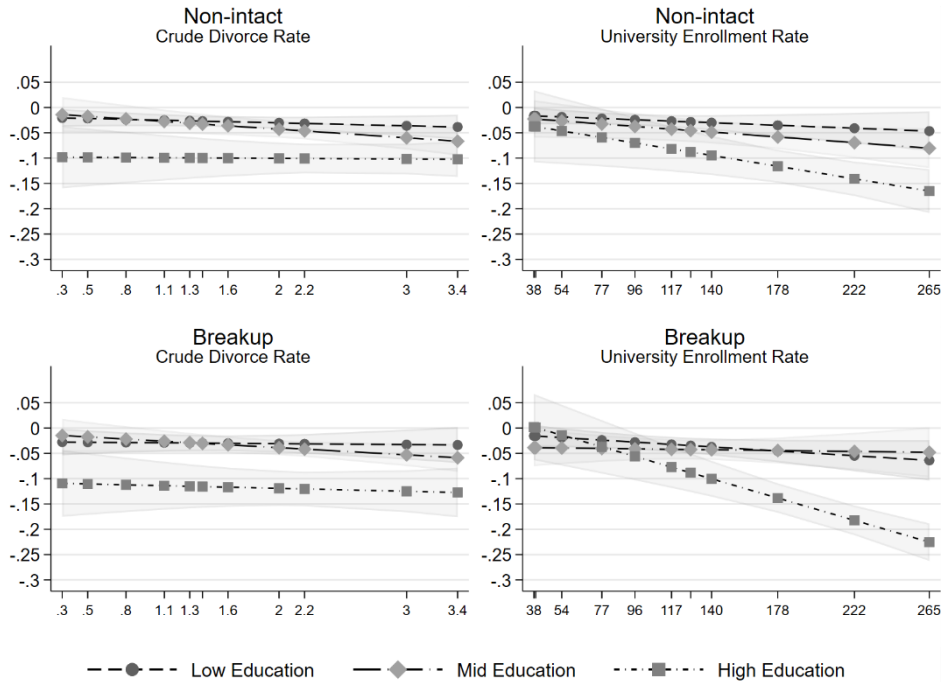 Non-intact
Crude Divorce Rate
.05
0
-.05
-.1
-.15
-.2
-.25
-.3
.3 .5 .8 1.1 1.3 1.6 2 2.2 3 3.4
Non-intact
University Enrollment Rate
.05
0
-.05
-.1
-.15
-.2
-.25
-.3
38 54 77 96 117 140 178 222 265
Breakup
Crude Divorce Rate
.05
0
-.05
-.1
-.15
-.2
-.25
-.3
.3 .5 .8 1.1 1.3 1.6 2 2.2 3 3.4
Breakup
University Enrollment Rate
.05
0
-.05
-.1
-.15
-.2
-.25
-.3
38 54 77 96 117 140 178 222 265
Low Education Mid Education High Education